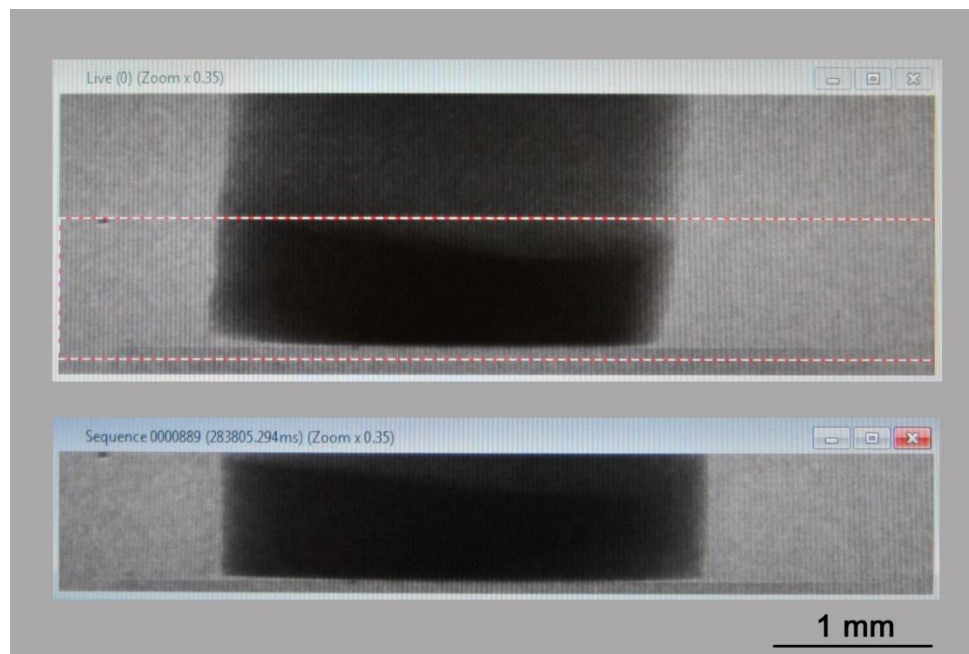 Live (0) (Zoom x 0.35)
Sequence 0000889 (283805.294ms) (Zoom x 0.35)
1 mm